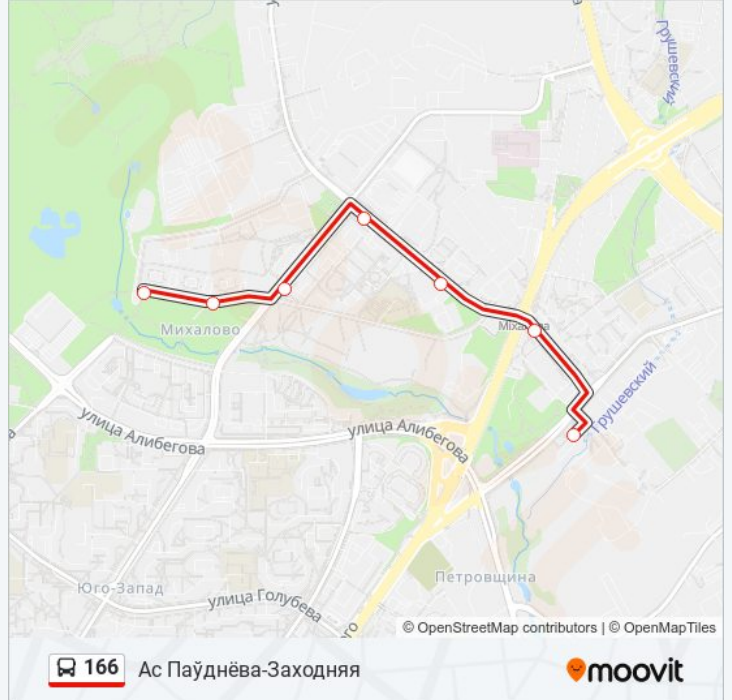 Грушевский
Михалово
Грушевский
улица Алибегова
улица Алибегова
Юго-Запад
Петровщина
улица Голубева
© OpenStreetMap contributors | © OpenMapTiles
166 Ас Паўднёва-Заходняя
moovit